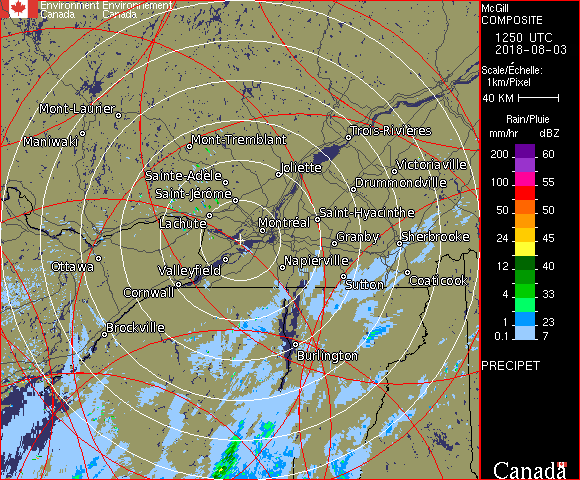 Environment Environnement
Canada Canada
McGill
COMPOSITE
1250 UTC
2018-08-03
Scale/Échelle:
1km/Pixel
40 KM
Rain/Pluie
mm/hr dBZ
200 60
150 57
100 55
50 50
24 45
12 40
4 33
1 23
0.1 7
PRECIPET
Canada
Mont-Laurier
Maniwaki
Mont-Tremblant
Trois-Rivières
Joliette
Victoriaville
Sainte-Adèle
Drummondville
Saint-Jérôme
Lachute
Saint-Hyacinthe
Montréal
Granby
Sherbrooke
Ottawa
Valleyfield
Napierville
Cornwall
Sutton
Coaticook
Brockville
Burlington